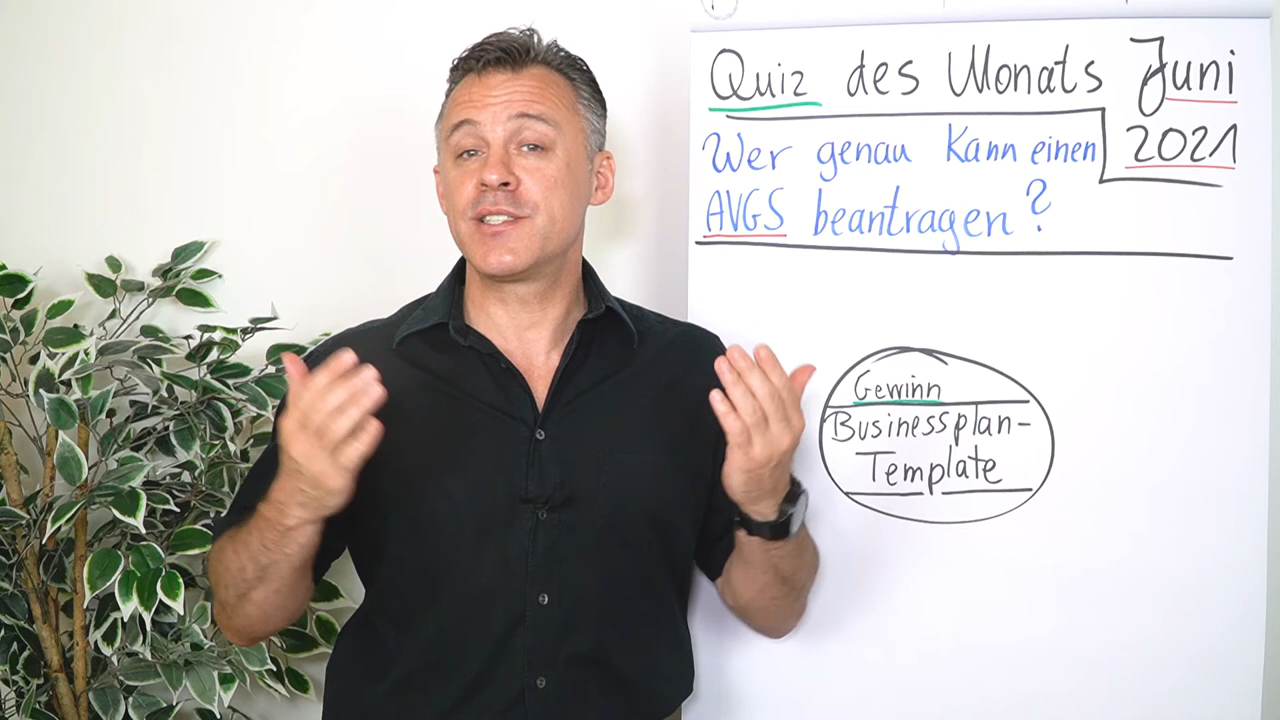 Quiz des Monats Juni
2021
Wer genau kann einen
AVGS beantragen?
Gewinn
Businessplan-
Template